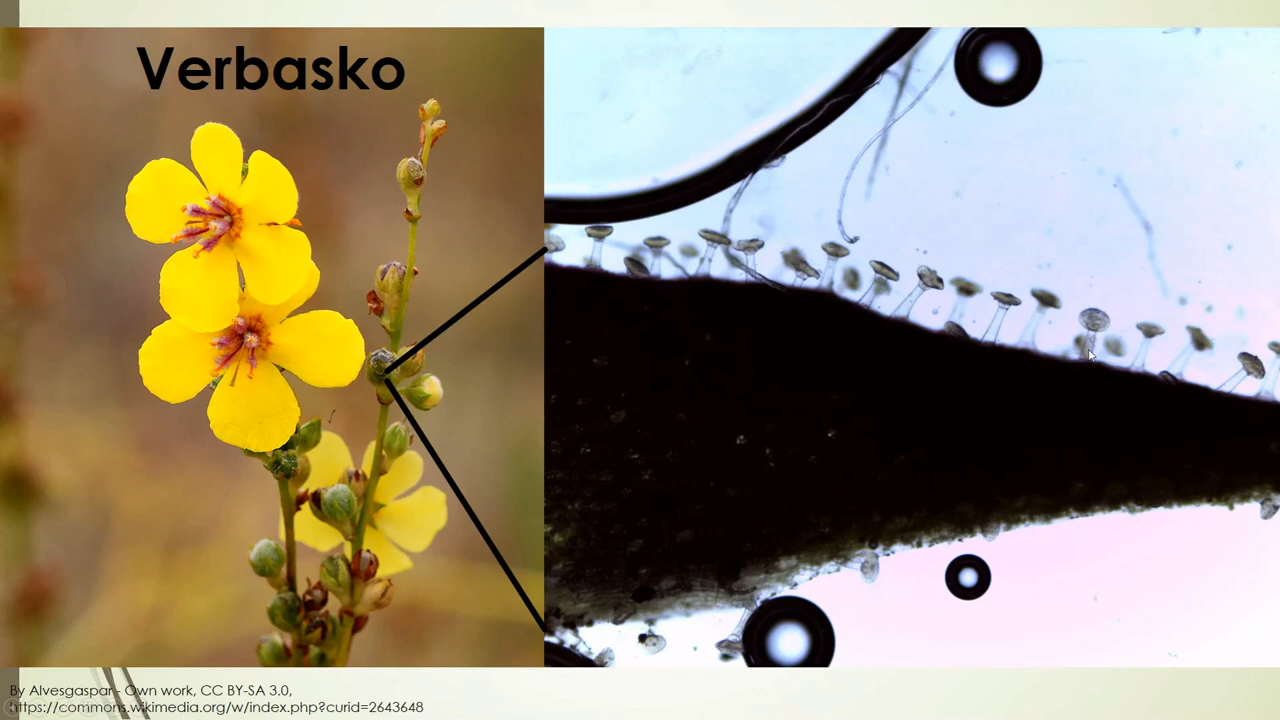 Verbasko
By Alvesgaspar - Own work, CC BY-SA 3.0,
https://commons.wikimedia.org/w/index.php?curid=2643648